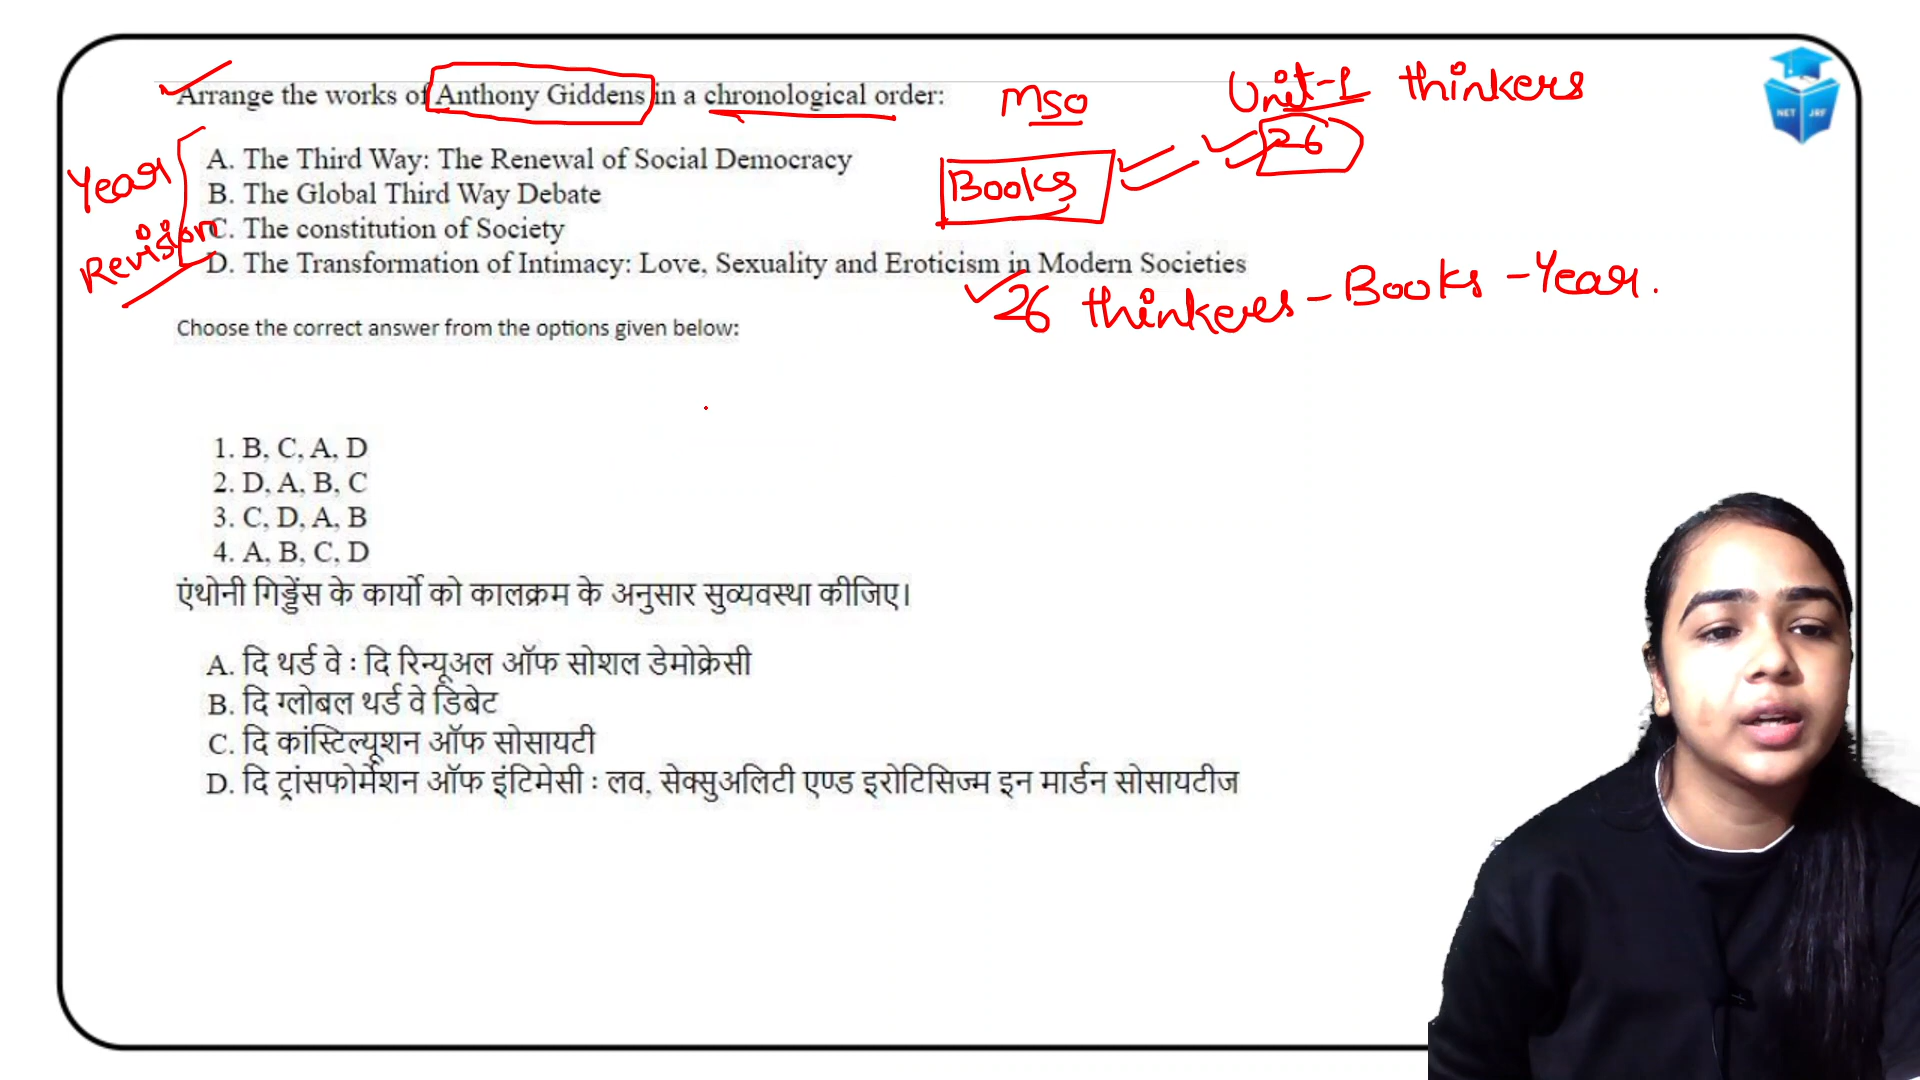 Arrange the works of Anthony Giddens in a chronological order:
MSO
Unit-1 thinkers
26
NET JRF
Year
Revision
A. The Third Way: The Renewal of Social Democracy
B. The Global Third Way Debate
Books
C. The constitution of Society
D. The Transformation of Intimacy: Love, Sexuality and Eroticism in Modern Societies
26 thinkeres - Books - Year.
Choose the correct answer from the options given below:
1. B, C, A, D
2. D, A, B, C
3. C, D, A, B
4. A, B, C, D
एंथोनी गिड्डेंस के कार्यो को कालक्रम के अनुसार सुव्यवस्था कीजिए।
A. दि थर्ड वे : दि रिन्यूअल ऑफ सोशल डेमोक्रेसी
B. दि ग्लोबल थर्ड वे डिबेट
C. दि कांस्टिल्यूशन ऑफ सोसायटी
D. दि ट्रांसफोर्मेशन ऑफ इंटिमेसी : लव, सेक्सुअलिटी एण्ड इरोटिसिज्म इन मार्डन सोसायटीज